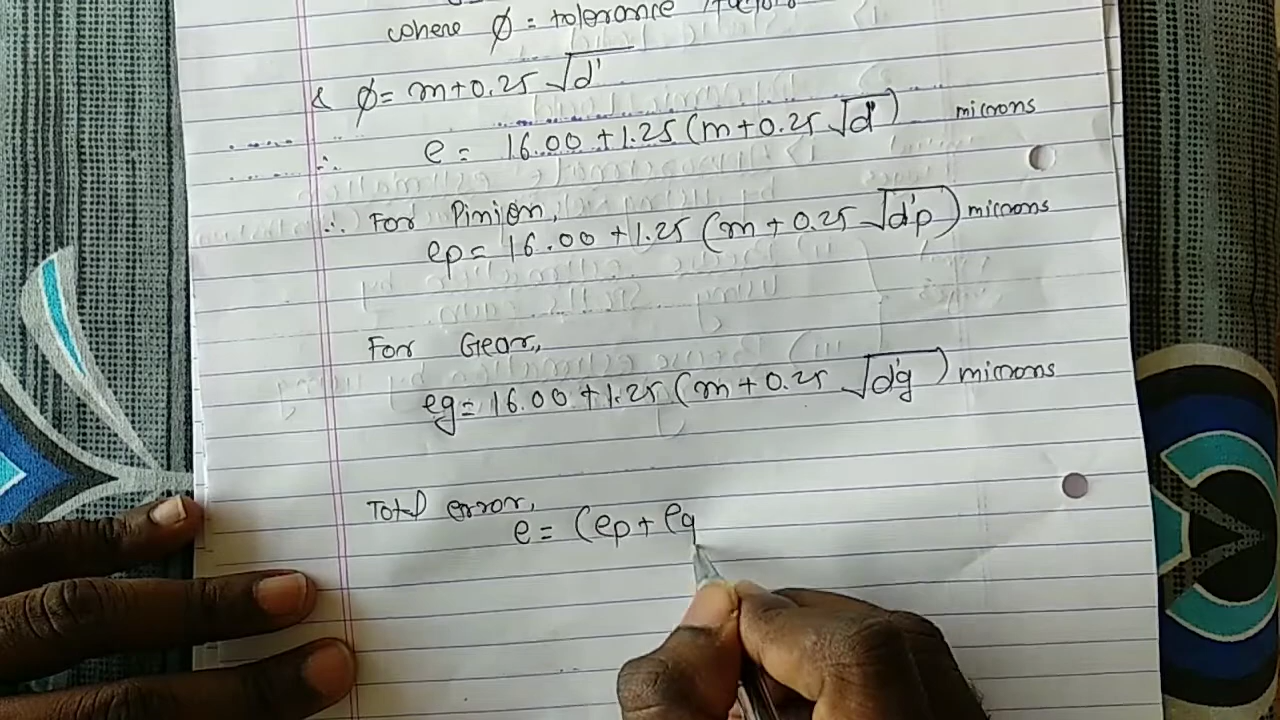 where ϕ = tolerance
& ϕ = m+0.25 √d'
∴ e = 16.00 + 1.25 (m+0.25 √d') microns
∴ For Pinion,
ep = 16.00 + 1.25 (m + 0.25 √d'p) microns
For Gear,
eg = 16.00 + 1.25 (m + 0.25 √d'g) microns
Total error,
e = (ep + eg